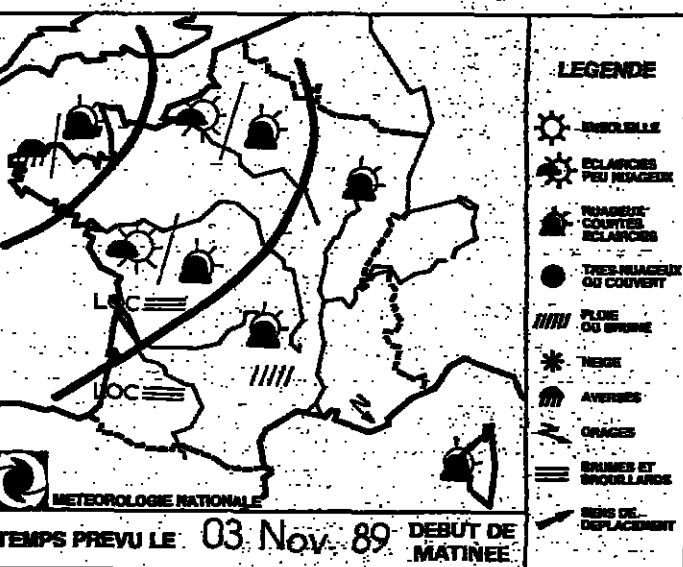 LEGENDE
ENSOLEILLE
ECLAIRCIES
PEU NUAGEUX
NUAGEUX
COURTES
ECLAIRCIES
TRES NUAGEUX
OU COUVERT
LOC
PLUIE
OU BRUINE
NEIGE
LOC
AVERSES
ORAGES
BRUMES ET
BROUILLARDS
METEOROLOGIE NATIONALE
SENS DE
DEPLACEMENT
TEMPS PREVU LE 03 Nov. 89 DEBUT DE
MATINEE